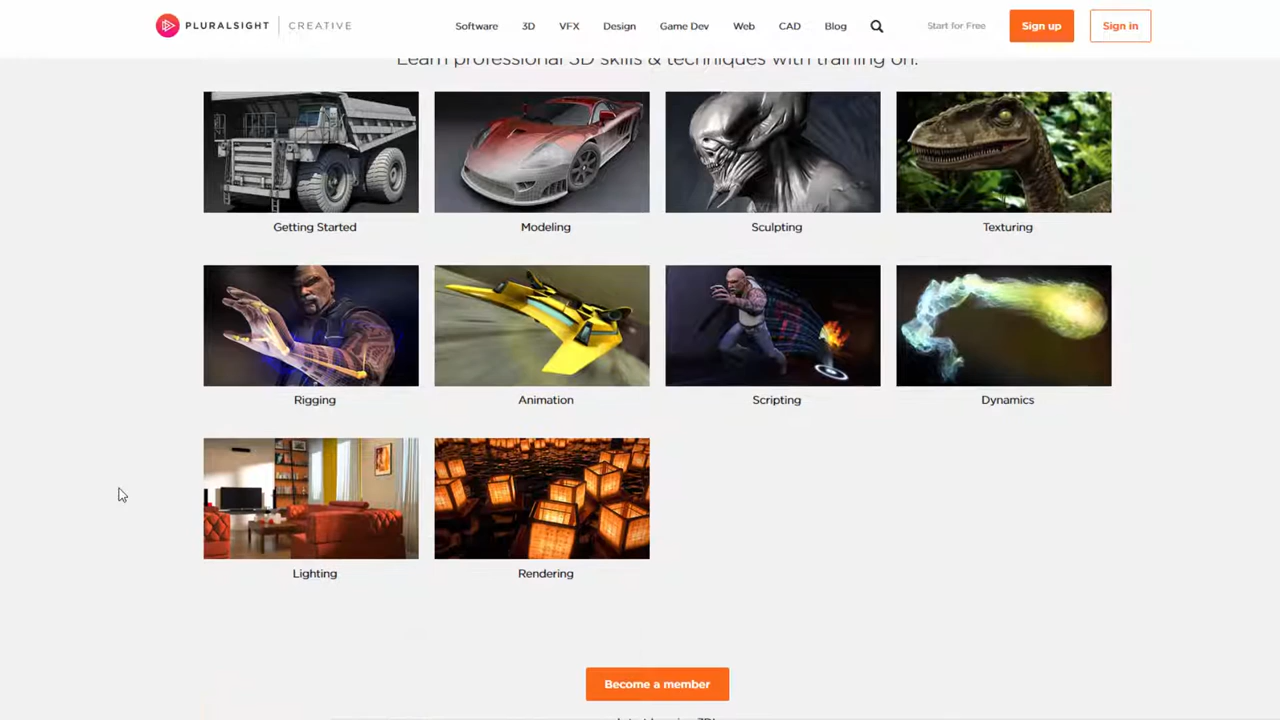 PLURALSIGHT | CREATIVE Software 3D VFX Design Game Dev Web CAD Blog Start for Free Sign up Sign in
Learn professional 3D skills & techniques with training on:
Getting Started Modeling Sculpting Texturing
Rigging Animation Scripting Dynamics
Lighting Rendering
Become a member